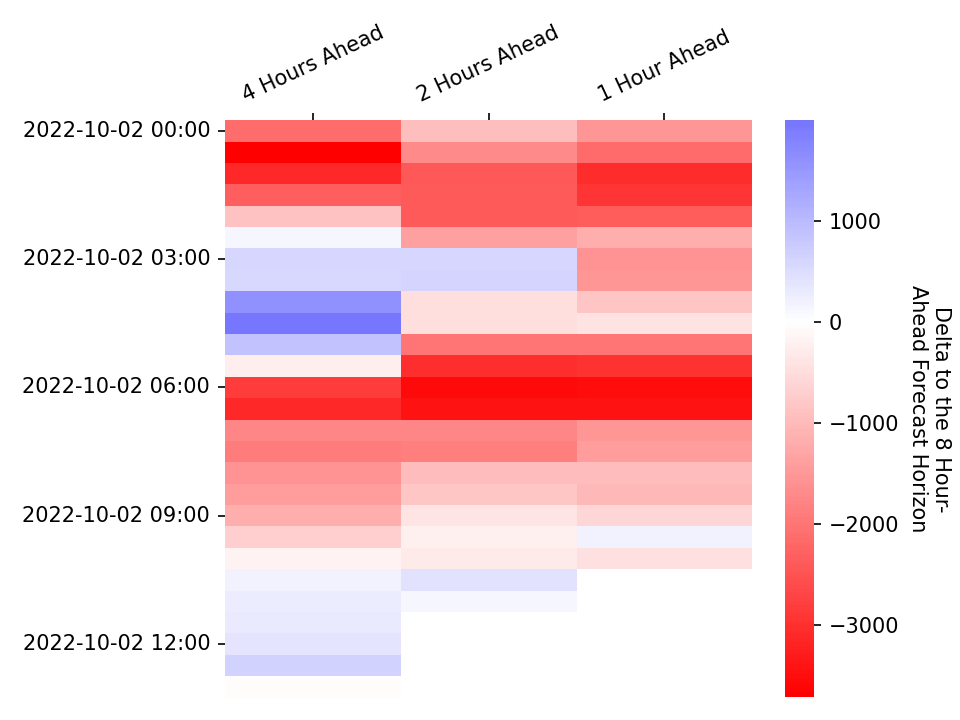 4 Hours Ahead
2 Hours Ahead
1 Hour Ahead
2022-10-02 00:00
2022-10-02 03:00
2022-10-02 06:00
2022-10-02 09:00
2022-10-02 12:00
1000
0
−1000
−2000
−3000
Delta to the 8 Hour-
Ahead Forecast Horizon